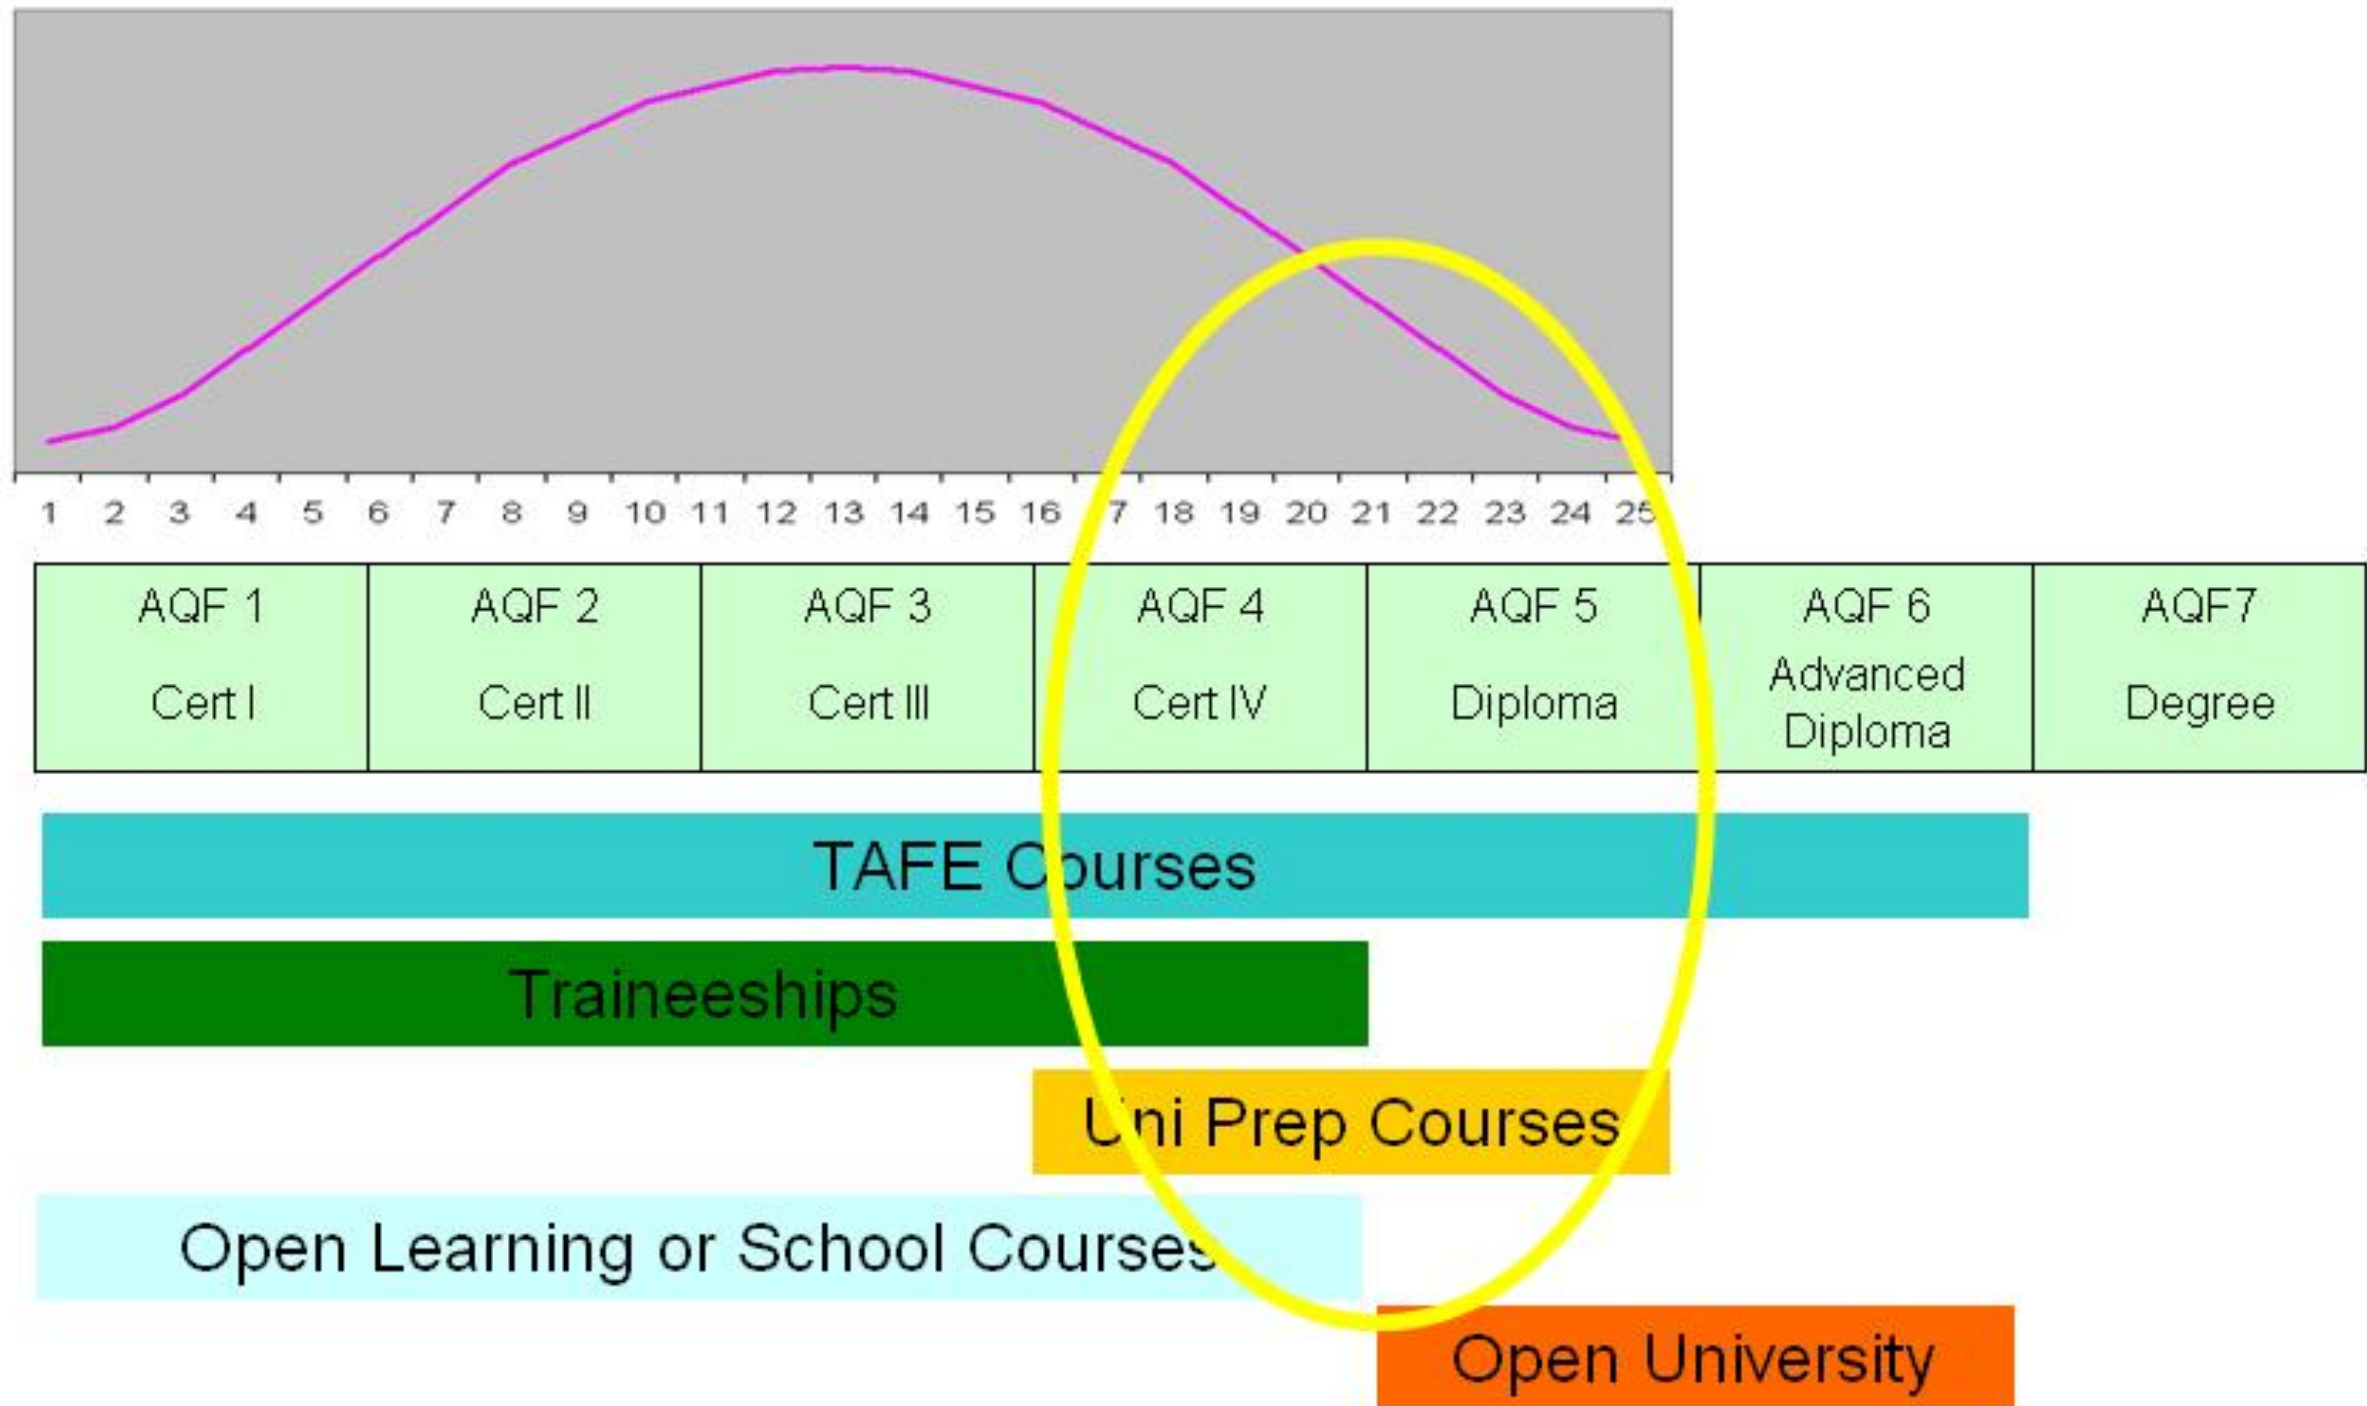 1 2 3 4 5 6 7 8 9 10 11 12 13 14 15 16 7 18 19 20 21 22 23 24 25
AQF 1 AQF 2 AQF 3 AQF 4 AQF 5 AQF 6 AQF7
Cert I Cert II Cert III Cert IV Diploma Advanced Diploma Degree
TAFE Courses
Traineeships
Uni Prep Courses
Open Learning or School Courses
Open University